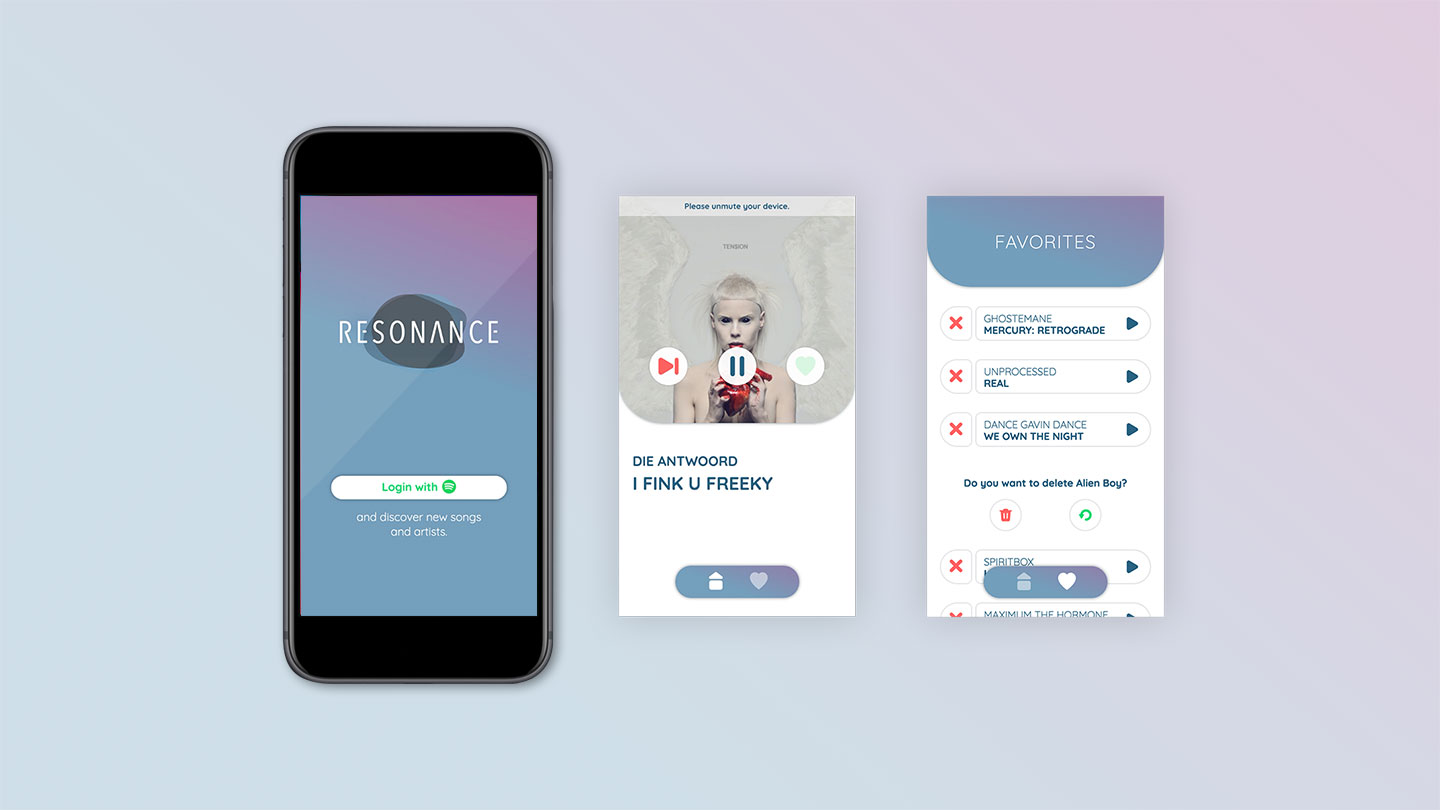 RESONANCE
Login with
and discover new songs
and artists.
Please unmute your device.
TEN$ION
DIE ANTWOORD
I FINK U FREEKY
FAVORITES
GHOSTEMANE
MERCURY: RETROGRADE
UNPROCESSED
REAL
DANCE GAVIN DANCE
WE OWN THE NIGHT
Do you want to delete Alien Boy?
SPIRITBOX
MAXIMUM THE HORMONE